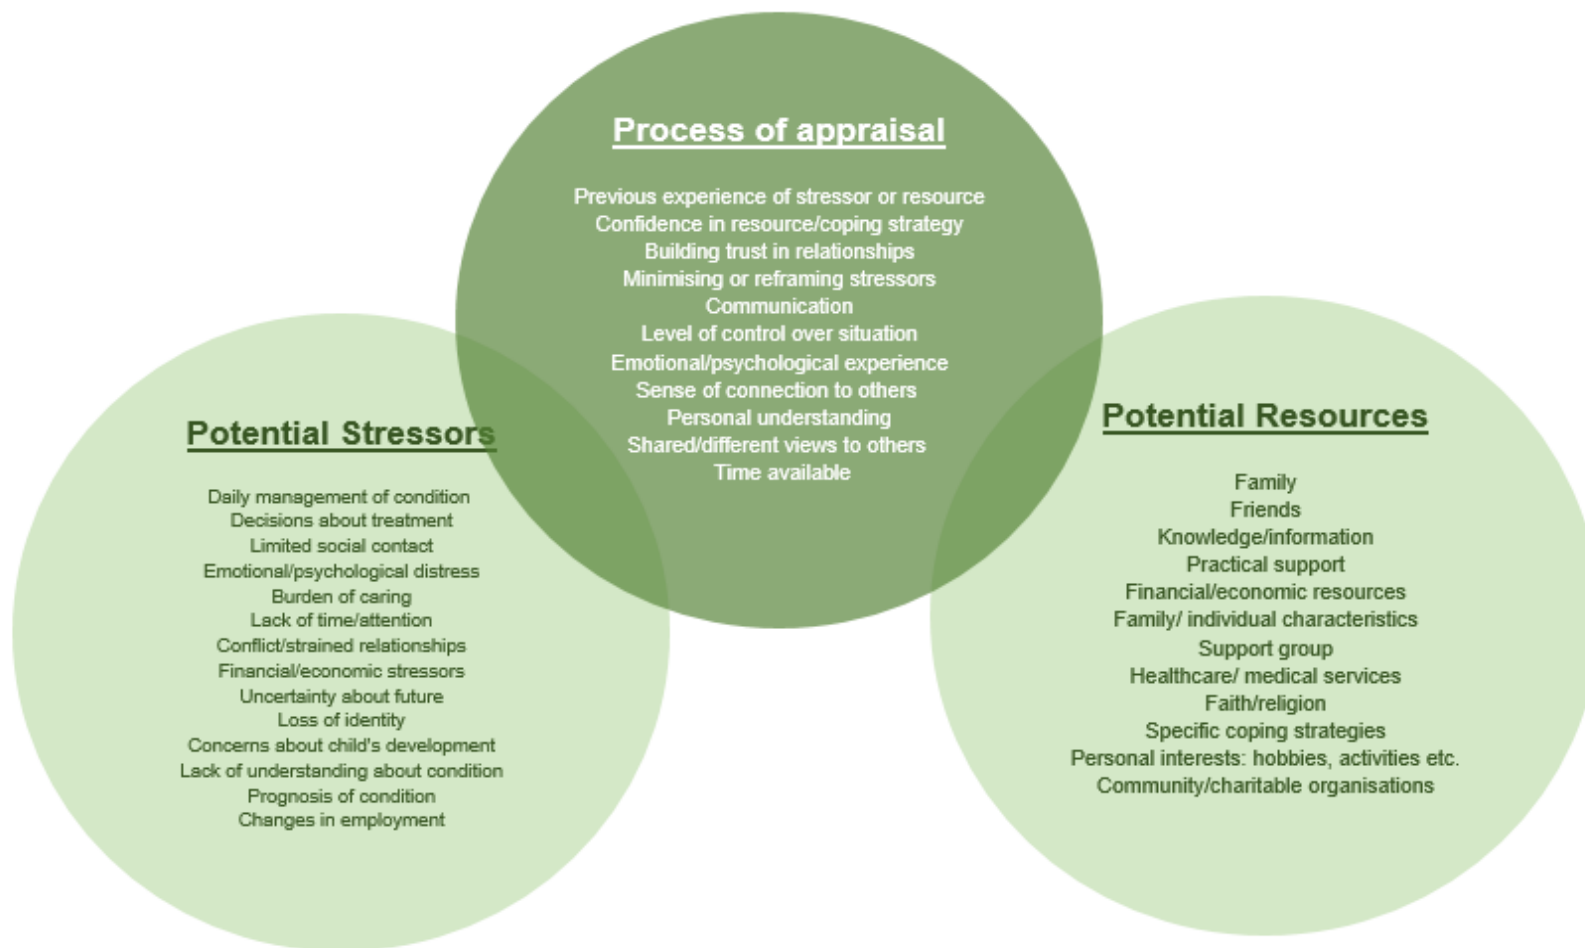 Process of appraisal
Previous experience of stressor or resource
Confidence in resource/coping strategy
Building trust in relationships
Minimising or reframing stressors
Communication
Level of control over situation
Emotional/psychological experience
Sense of connection to others
Personal understanding
Shared/different views to others
Time available
Potential Stressors
Daily management of condition
Decisions about treatment
Limited social contact
Emotional/psychological distress
Burden of caring
Lack of time/attention
Conflict/strained relationships
Financial/economic stressors
Uncertainty about future
Loss of identity
Concerns about child's development
Lack of understanding about condition
Prognosis of condition
Changes in employment
Potential Resources
Family
Friends
Knowledge/information
Practical support
Financial/economic resources
Family/ individual characteristics
Support group
Healthcare/ medical services
Faith/religion
Specific coping strategies
Personal interests: hobbies, activities etc.
Community/charitable organisations